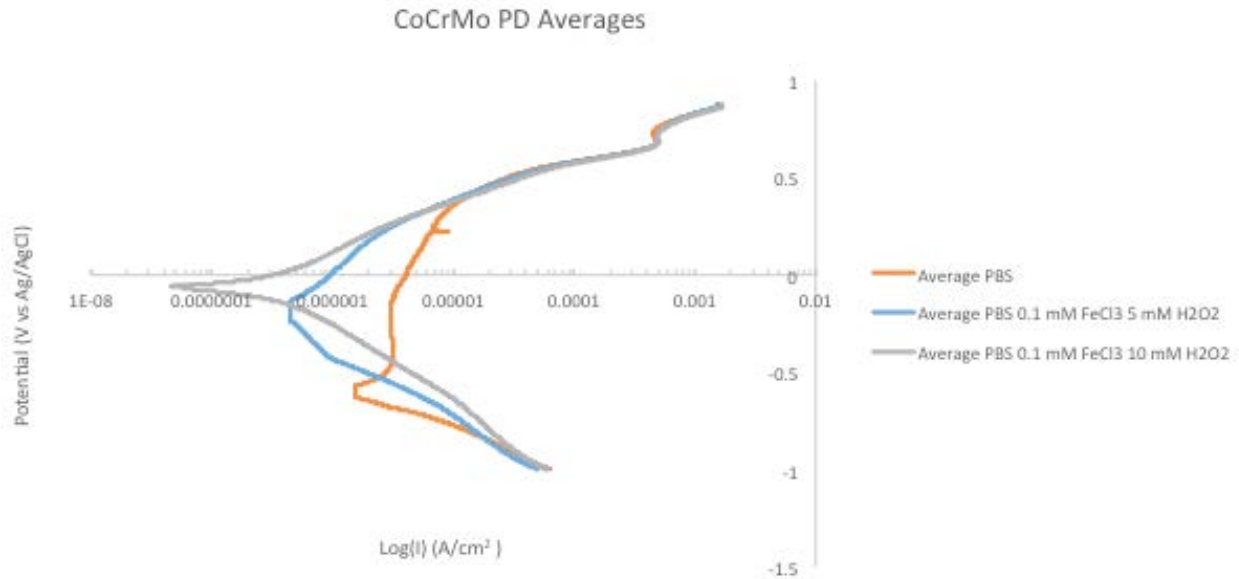 CoCrMo PD Averages
1
0.5
0
-0.5
-1
-1.5
1E-08
0.0000001
0.000001
0.00001
0.0001
0.001
0.01
Potential (V vs Ag/AgCl)
Log(I) (A/cm²)
Average PBS
Average PBS 0.1 mM FeCl3 5 mM H2O2
Average PBS 0.1 mM FeCl3 10 mM H2O2